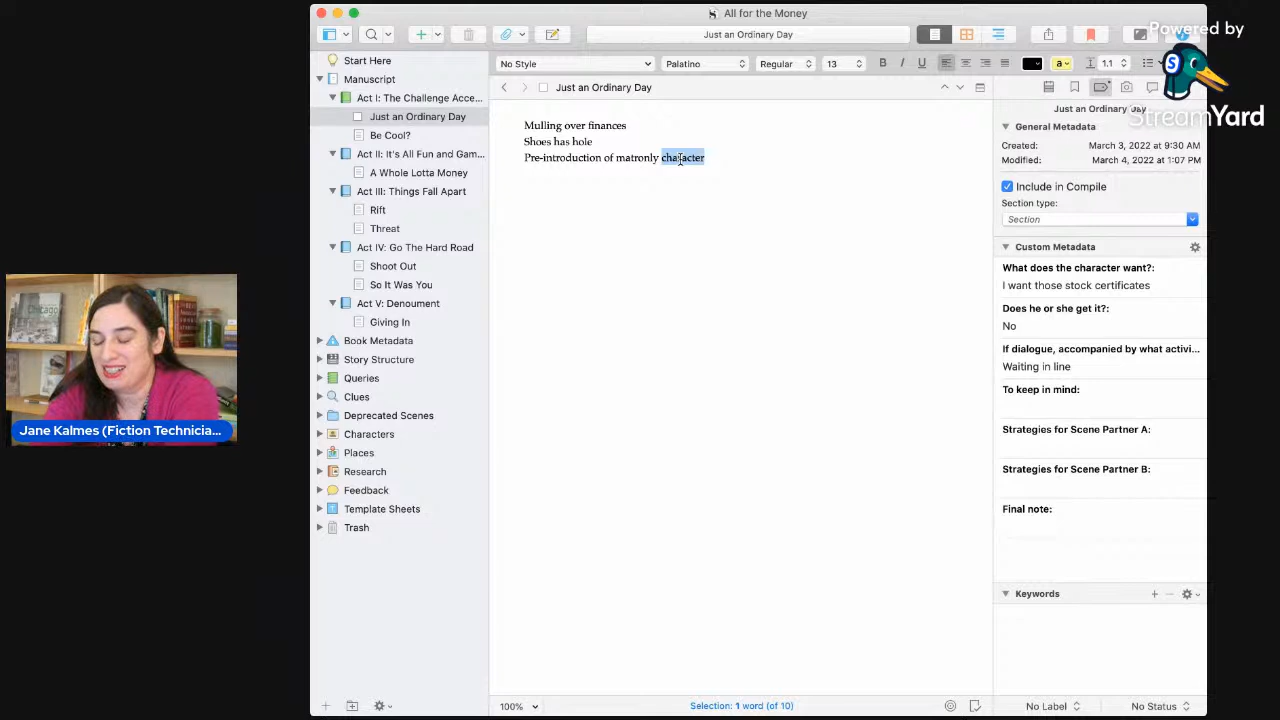 All for the Money
Powered by
StreamYard
Just an Ordinary Day
No Style
Palatino
Regular
13
B
I
U
a
1.1
Start Here
Manuscript
Act I: The Challenge Acce...
Just an Ordinary Day
Be Cool?
Act II: It's All Fun and Gam...
A Whole Lotta Money
Act III: Things Fall Apart
Rift
Threat
Act IV: Go The Hard Road
Shoot Out
So It Was You
Act V: Denoument
Giving In
Book Metadata
Story Structure
Queries
Clues
Deprecated Scenes
Characters
Places
Research
Feedback
Template Sheets
Trash
Just an Ordinary Day
Mulling over finances
Shoes has hole
Pre-introduction of matronly character
Just an Ordinary Day
General Metadata
Created: March 3, 2022 at 9:30 AM
Modified: March 4, 2022 at 1:07 PM
Include in Compile
Section type:
Section
Custom Metadata
What does the character want?:
I want those stock certificates
Does he or she get it?:
No
If dialogue, accompanied by what activi...
Waiting in line
To keep in mind:
Strategies for Scene Partner A:
Strategies for Scene Partner B:
Final note:
Keywords
Jane Kalmes (Fiction Technicia...
100%
Selection: 1 word (of 10)
No Label
No Status